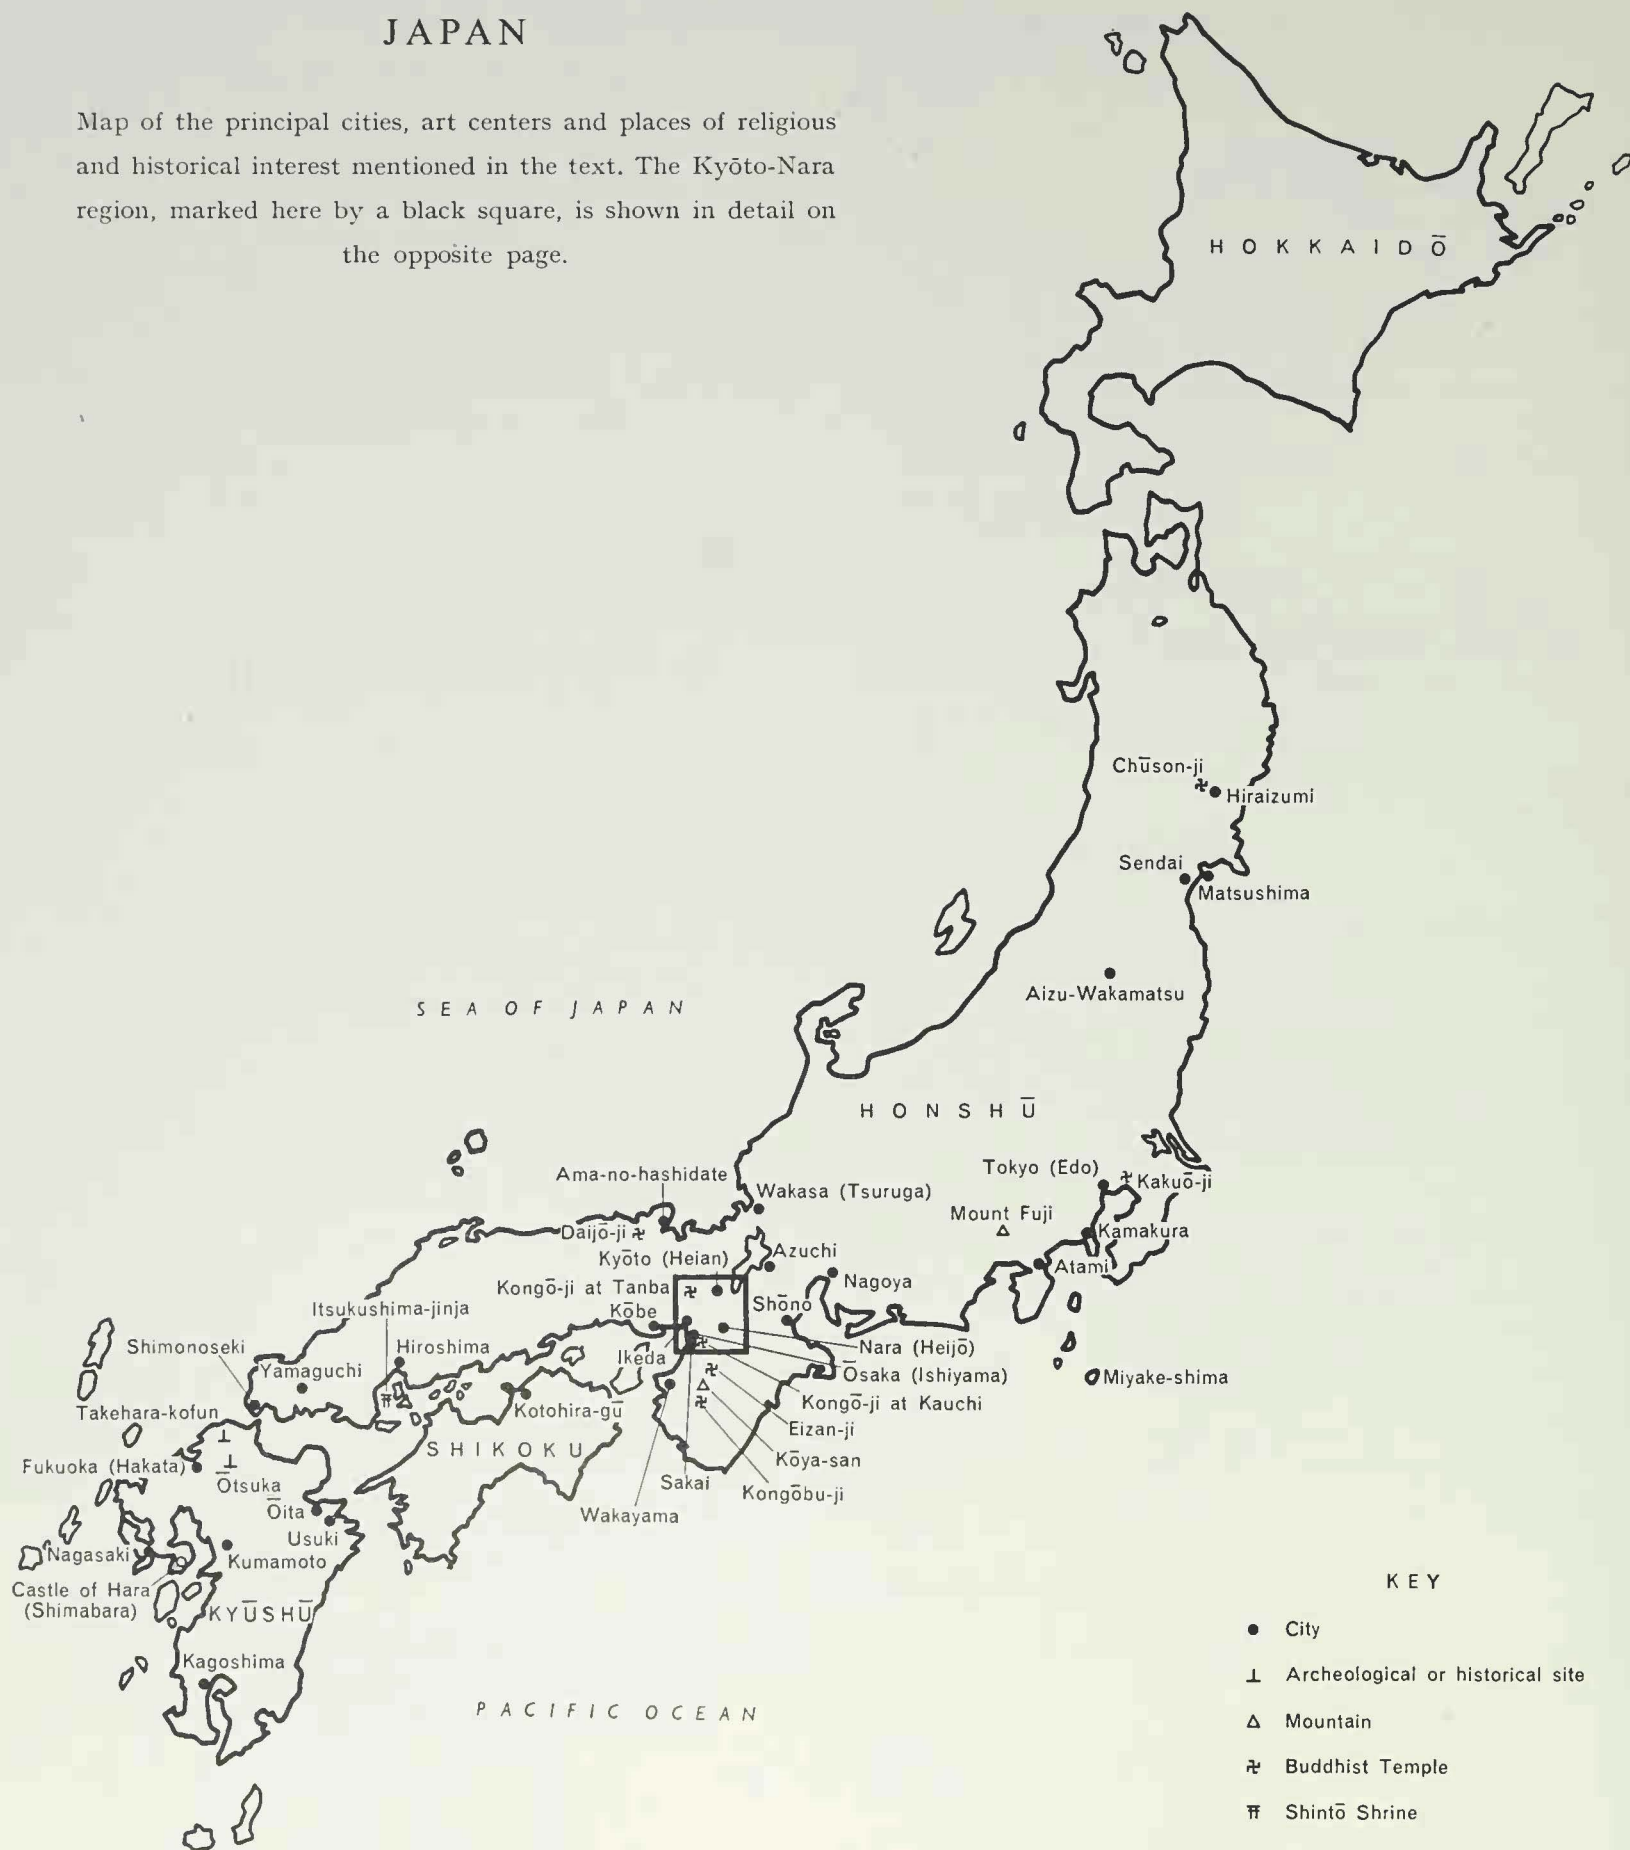 JAPAN
Map of the principal cities, art centers and places of religious
and historical interest mentioned in the text. The Kyōto-Nara
region, marked here by a black square, is shown in detail on
the opposite page.
HOKKAIDŌ
Chūson-ji
Hiraizumi
Sendai
Matsushima
Aizu-Wakamatsu
SEA OF JAPAN
HONSHŪ
Tokyo (Edo)
Kakuō-ji
Ama-no-hashidate
Wakasa (Tsuruga)
Mount Fuji
Daijō-ji
Kamakura
Kyōto (Heian)
Azuchi
Atami
Kongō-ji at Tanba
Nagoya
Itsukushima-jinja
Kōbe
Shōno
Shimonoseki
Hiroshima
Nara (Heijō)
Ikeda
Yamaguchi
Ōsaka (Ishiyama)
Miyake-shima
Takehara-kofun
Kotohira-gū
Kongō-ji at Kauchi
Eizan-ji
SHIKOKU
Kōya-san
Fukuoka (Hakata)
Ōtsuka
Sakai
Kongōbu-ji
Ōita
Wakayama
Usuki
Nagasaki
Kumamoto
Castle of Hara
(Shimabara)
KYŪSHŪ
Kagoshima
PACIFIC OCEAN
KEY
City
Archeological or historical site
Mountain
Buddhist Temple
Shintō Shrine